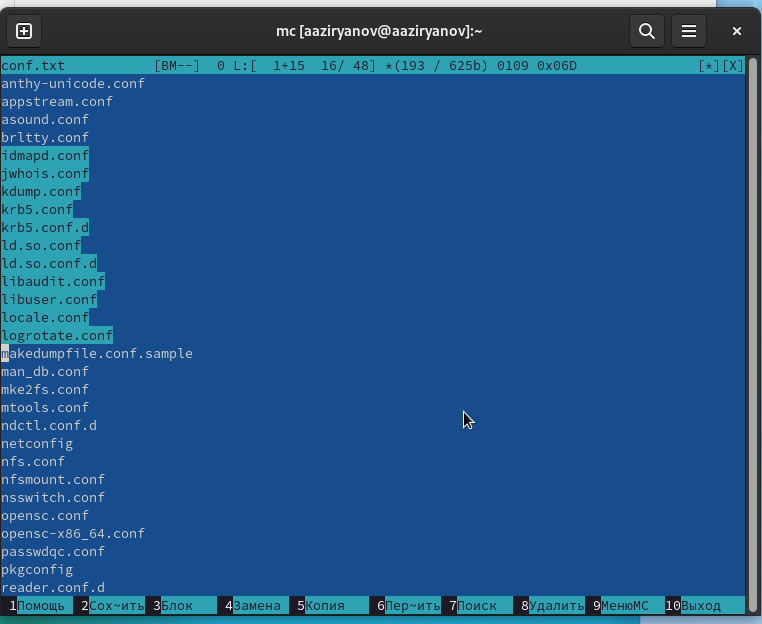 mc [aaziryanov@aaziryanov]:~
conf.txt [BM--] 0 L:[ 1+15 16/ 48] *(193 / 625b) 0109 0x06D [*][X]
anthy-unicode.conf
appstream.conf
asound.conf
brltty.conf
idmapd.conf
jwhois.conf
kdump.conf
krb5.conf
krb5.conf.d
ld.so.conf
ld.so.conf.d
libaudit.conf
libuser.conf
locale.conf
logrotate.conf
makedumpfile.conf.sample
man_db.conf
mke2fs.conf
mtools.conf
ndctl.conf.d
netconfig
nfs.conf
nfsmount.conf
nsswitch.conf
opensc.conf
opensc-x86_64.conf
passwdqc.conf
pkgconfig
reader.conf.d
1Помощь 2Сох~ить 3Блок 4Замена 5Копия 6Пер~ить 7Поиск 8Удалить 9МенюMC 10Выход